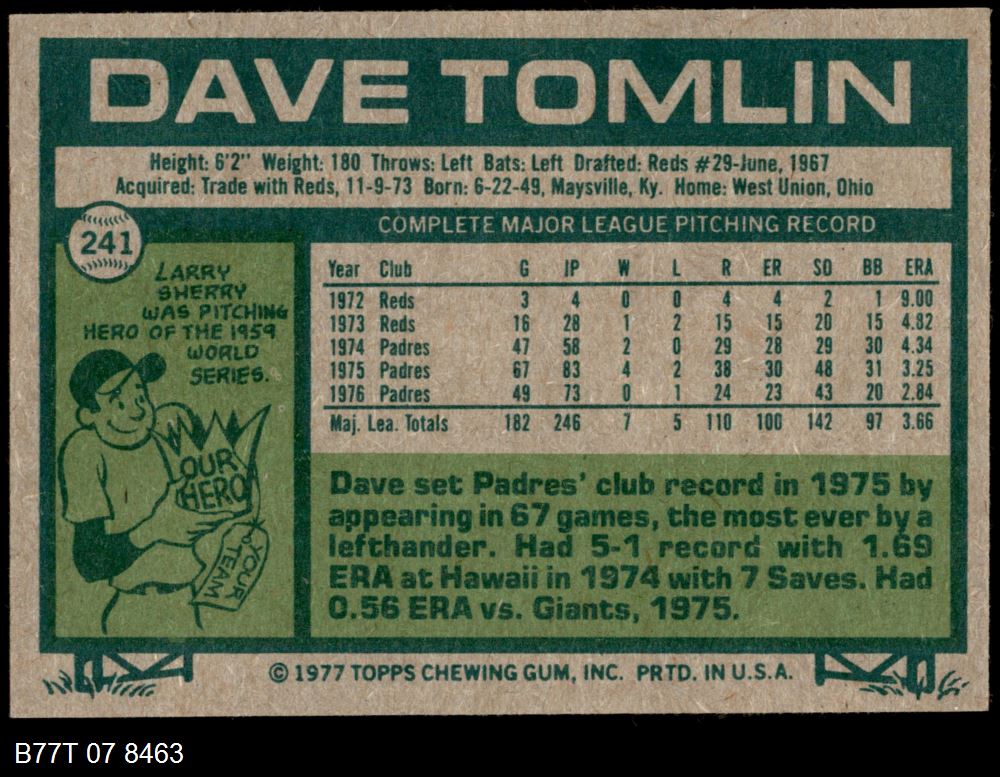 DAVE TOMLIN
Height: 6'2" Weight: 180 Throws: Left Bats: Left Drafted: Reds #29-June, 1967
Acquired: Trade with Reds, 11-9-73 Born: 6-22-49, Maysville, Ky. Home: West Union, Ohio
241
COMPLETE MAJOR LEAGUE PITCHING RECORD
LARRY
SHERRY
WAS PITCHING
HERO OF THE 1959
WORLD
SERIES.
OUR
HERO
YOUR
TEAM
Year Club G IP W L R ER SO BB ERA
1972 Reds 3 4 0 0 4 4 2 1 9.00
1973 Reds 16 28 1 2 15 15 20 15 4.82
1974 Padres 47 58 2 0 29 28 29 30 4.34
1975 Padres 67 83 4 2 38 30 48 31 3.25
1976 Padres 49 73 0 1 24 23 43 20 2.84
Maj. Lea. Totals 182 246 7 5 110 100 142 97 3.66
Dave set Padres' club record in 1975 by
appearing in 67 games, the most ever by a
lefthander. Had 5-1 record with 1.69
ERA at Hawaii in 1974 with 7 Saves. Had
0.56 ERA vs. Giants, 1975.
© 1977 TOPPS CHEWING GUM, INC. PRTD. IN U.S.A.
B77T 07 8463